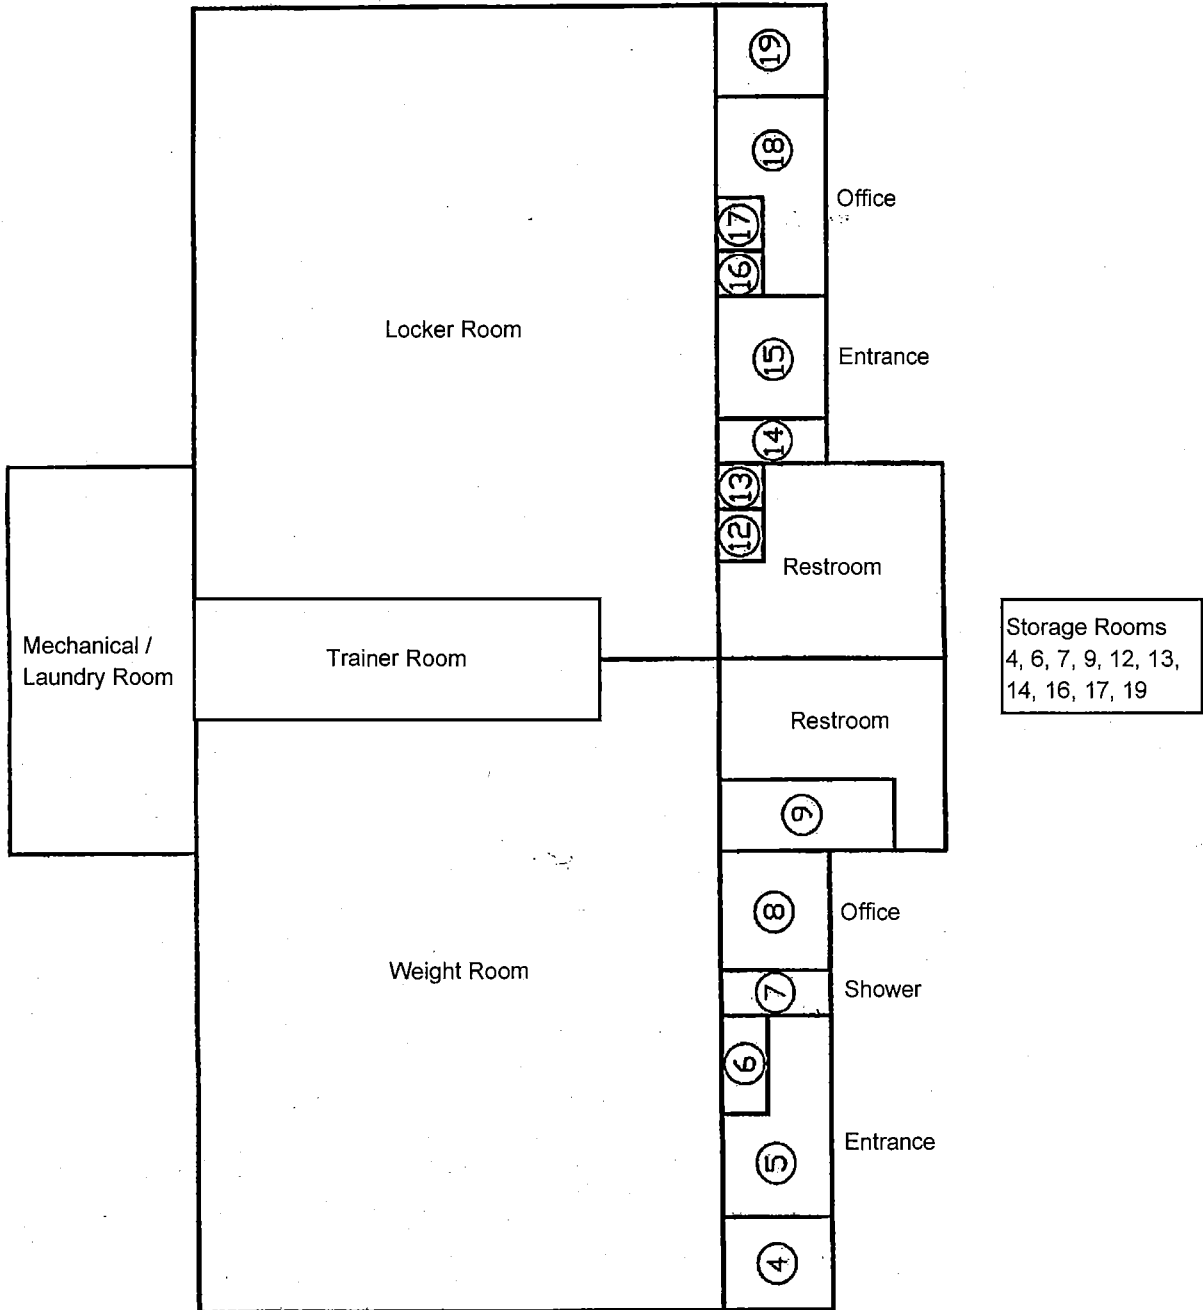 19
18
Office
17
16
Locker Room
15
Entrance
14
13
12
Restroom
Mechanical /
Laundry Room
Trainer Room
Storage Rooms
4, 6, 7, 9, 12, 13,
14, 16, 17, 19
Restroom
9
8
Office
Weight Room
7
Shower
6
Entrance
5
4